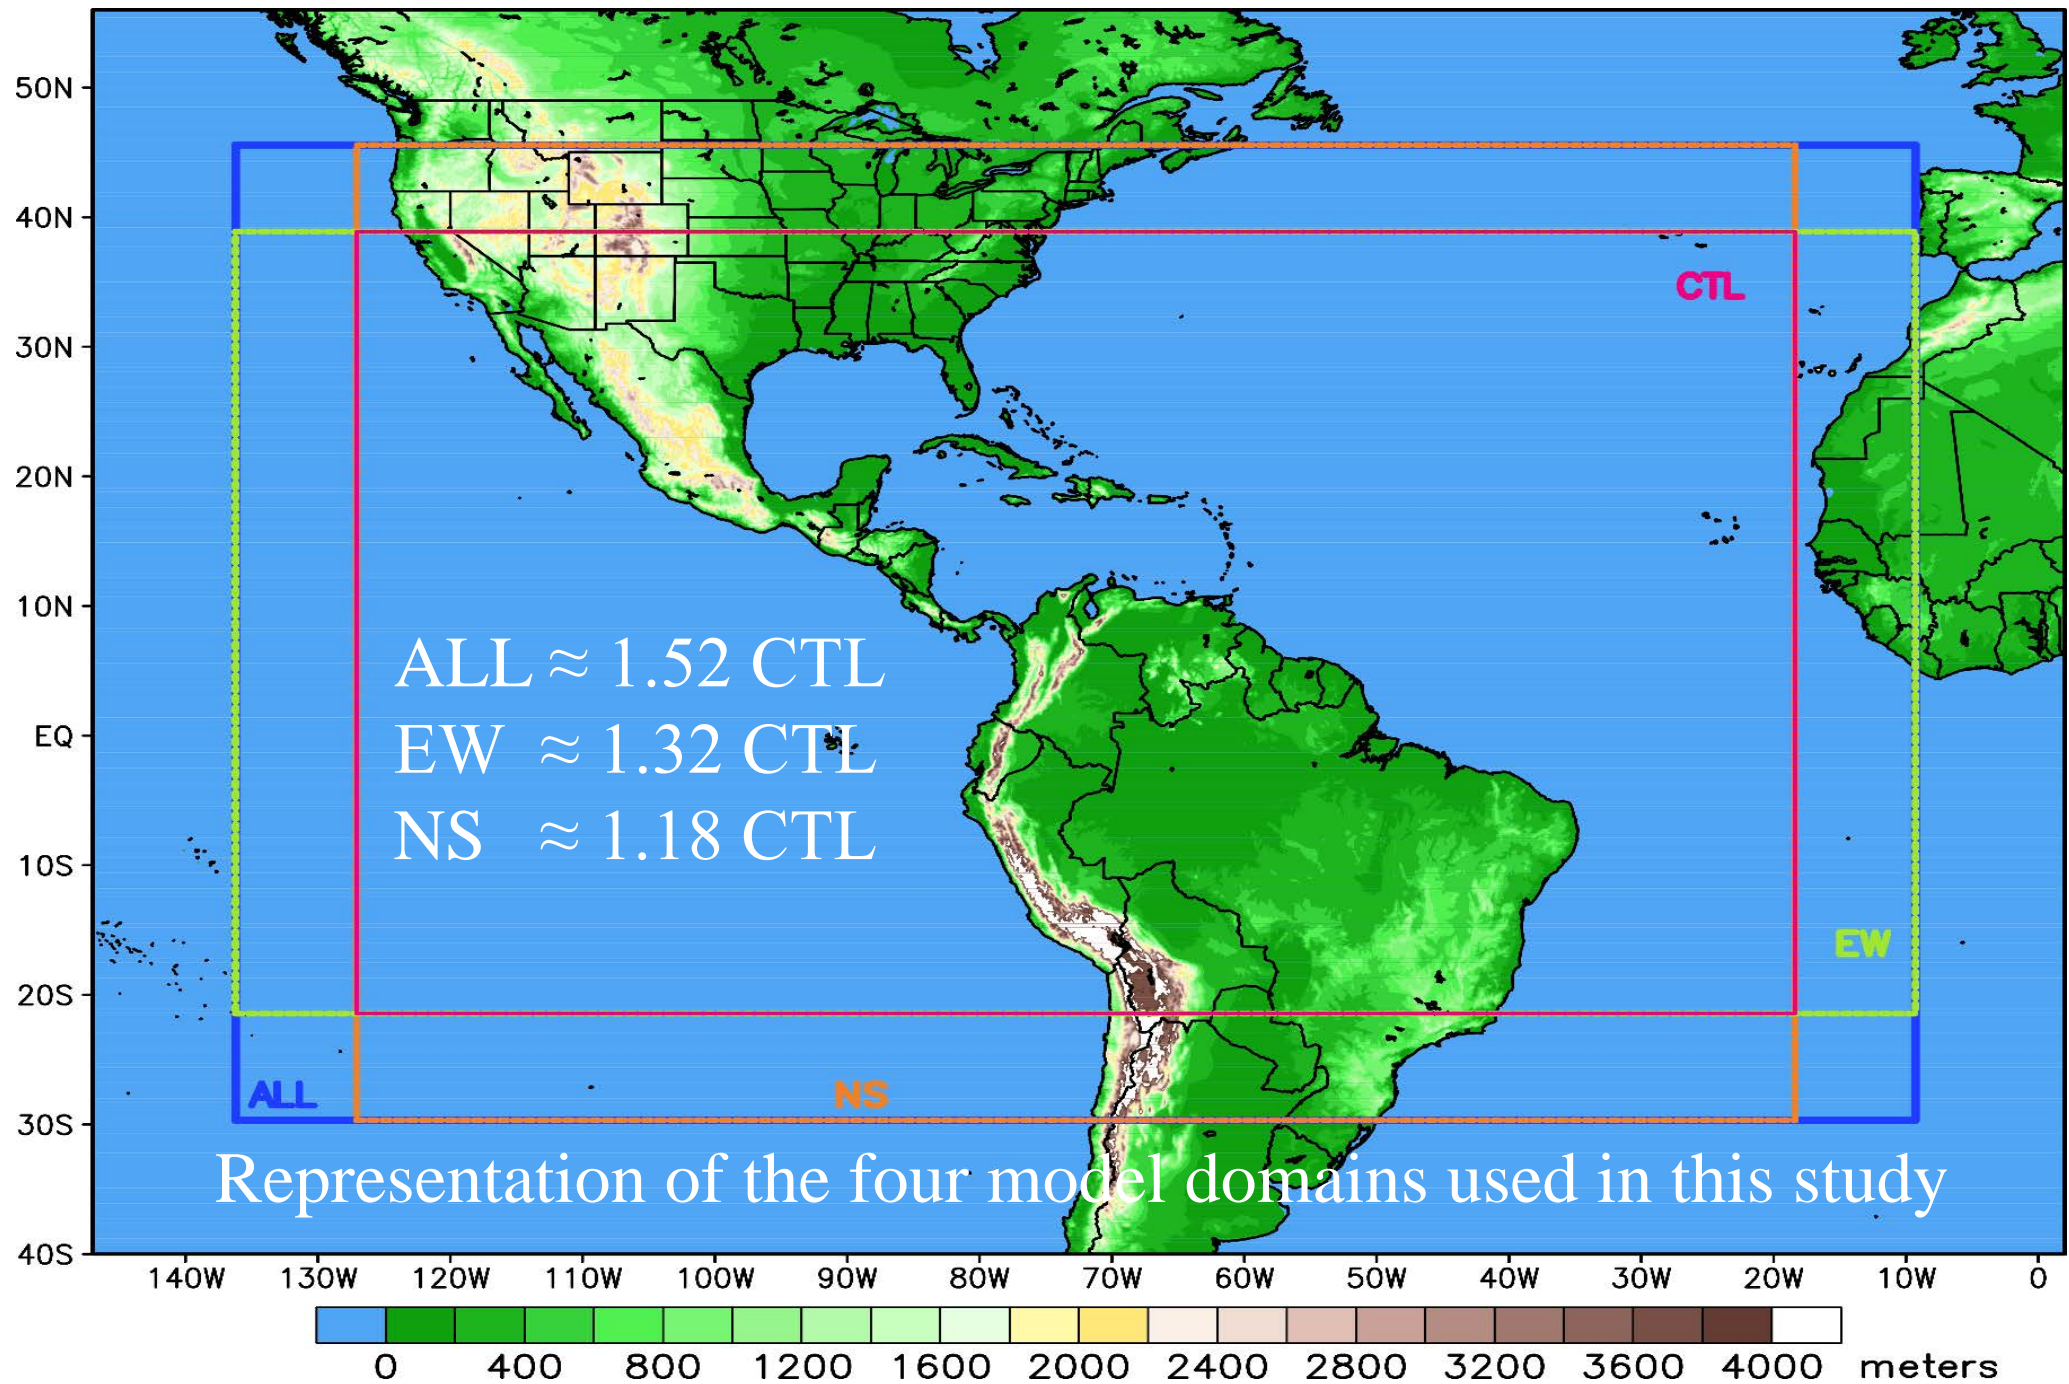 50N
40N
30N
20N
10N
EQ
10S
20S
30S
40S
CTL
ALL ≈ 1.52 CTL
EW ≈ 1.32 CTL
NS ≈ 1.18 CTL
EW
ALL
NS
Representation of the four model domains used in this study
140W 130W 120W 110W 100W 90W 80W 70W 60W 50W 40W 30W 20W 10W 0
0 400 800 1200 1600 2000 2400 2800 3200 3600 4000 meters